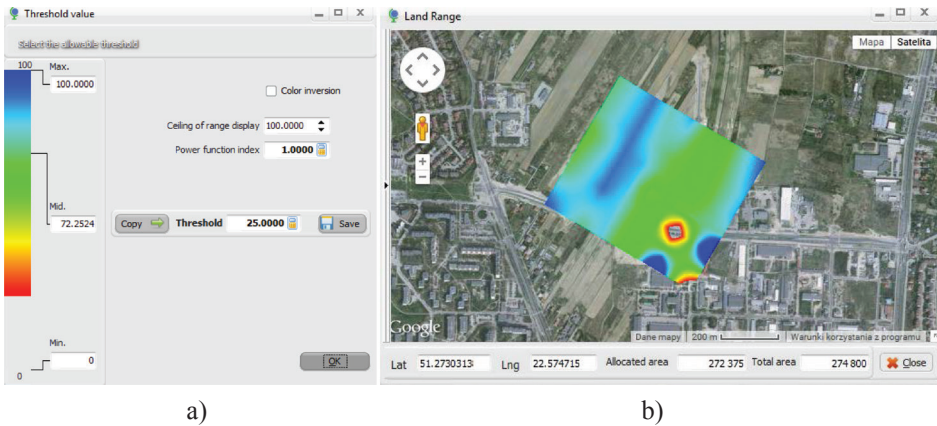 Threshold value
Select the allowable threshold
100 Max.
100.0000
Color inversion
Ceiling of range display 100.0000
Power function index 1.0000
Mid.
72.2524
Copy Threshold 25.0000 Save
Min.
0
0
OK
a)
Land Range
Mapa Satelita
Google
Dane mapy 200 m Warunki korzystania z programu
Lat 51.2730313 Lng 22.574715 Allocated area 272 375 Total area 274 800 Close
b)